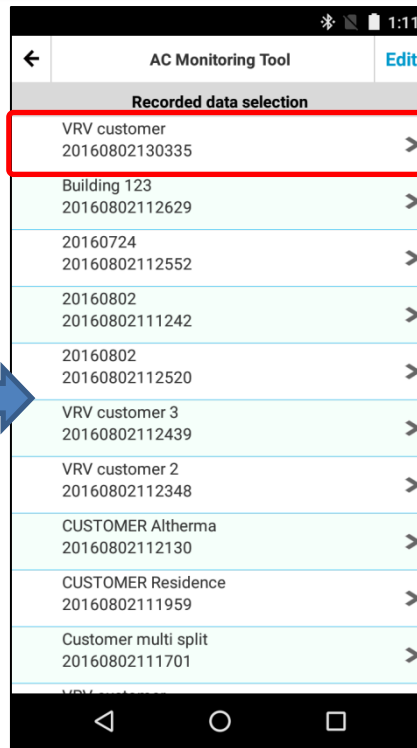 1:11
AC Monitoring Tool
Edit
Recorded data selection
VRV customer
20160802130335
Building 123
20160802112629
20160724
20160802112552
20160802
20160802111242
20160802
20160802112520
VRV customer 3
20160802112439
VRV customer 2
20160802112348
CUSTOMER Altherma
20160802112130
CUSTOMER Residence
20160802111959
Customer multi split
20160802111701
VRV customer